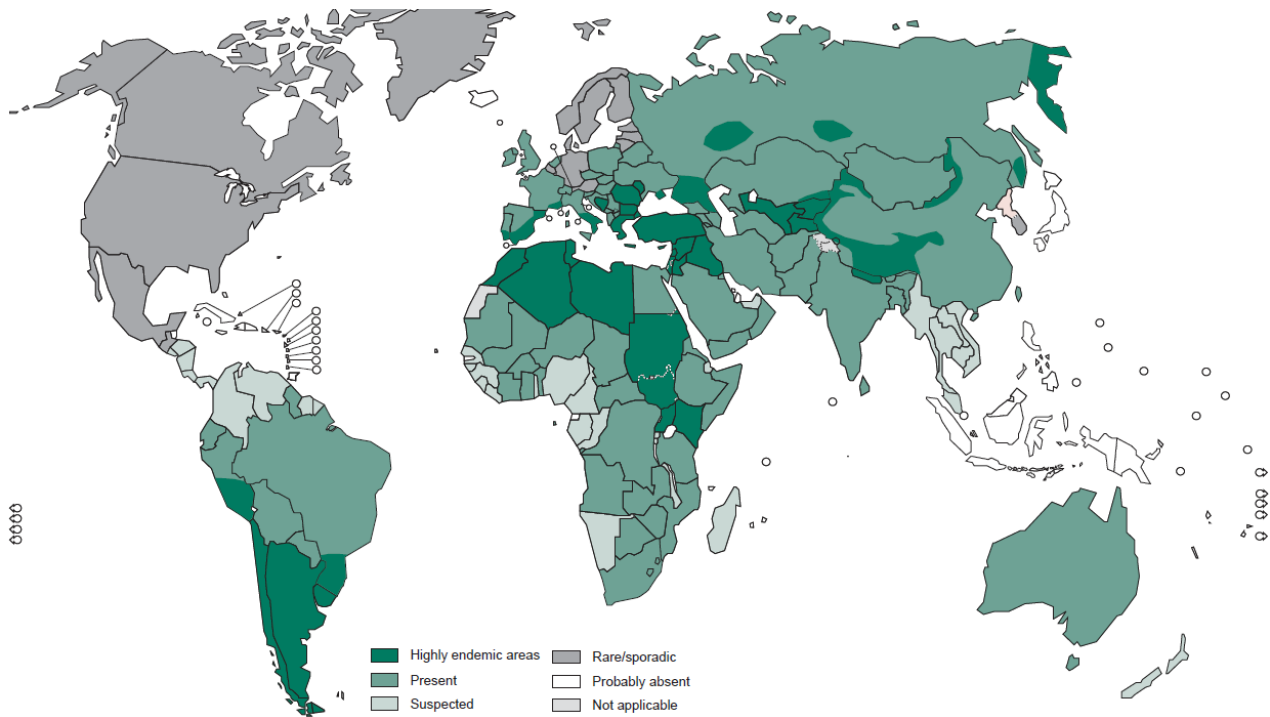 Highly endemic areas
Present
Suspected
Rare/sporadic
Probably absent
Not applicable